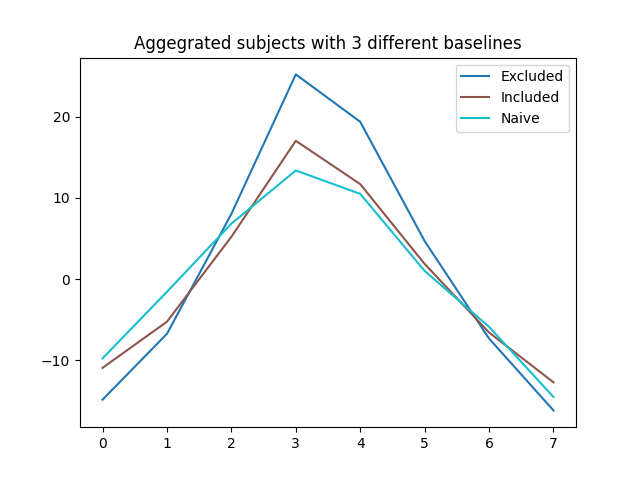 Aggegrated subjects with 3 different baselines
Excluded
Included
Naive
20
10
0
−10
0 1 2 3 4 5 6 7